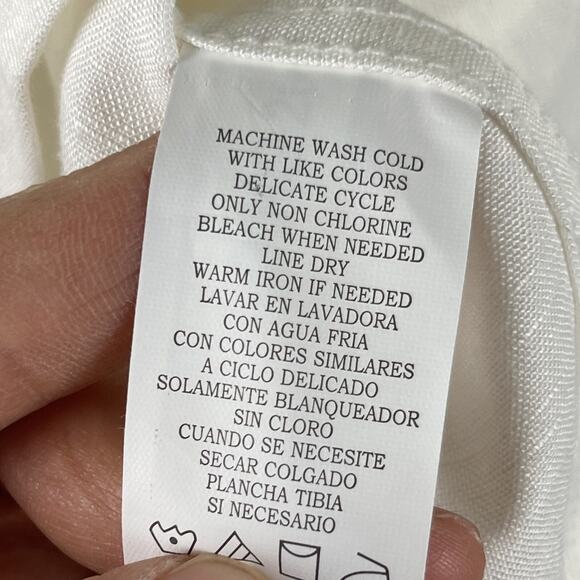 MACHINE WASH COLD
WITH LIKE COLORS
DELICATE CYCLE
ONLY NON CHLORINE
BLEACH WHEN NEEDED
LINE DRY
WARM IRON IF NEEDED
LAVAR EN LAVADORA
CON AGUA FRIA
CON COLORES SIMILARES
A CICLO DELICADO
SOLAMENTE BLANQUEADOR
SIN CLORO
CUANDO SE NECESITE
SECAR COLGADO
PLANCHA TIBIA
SI NECESARIO